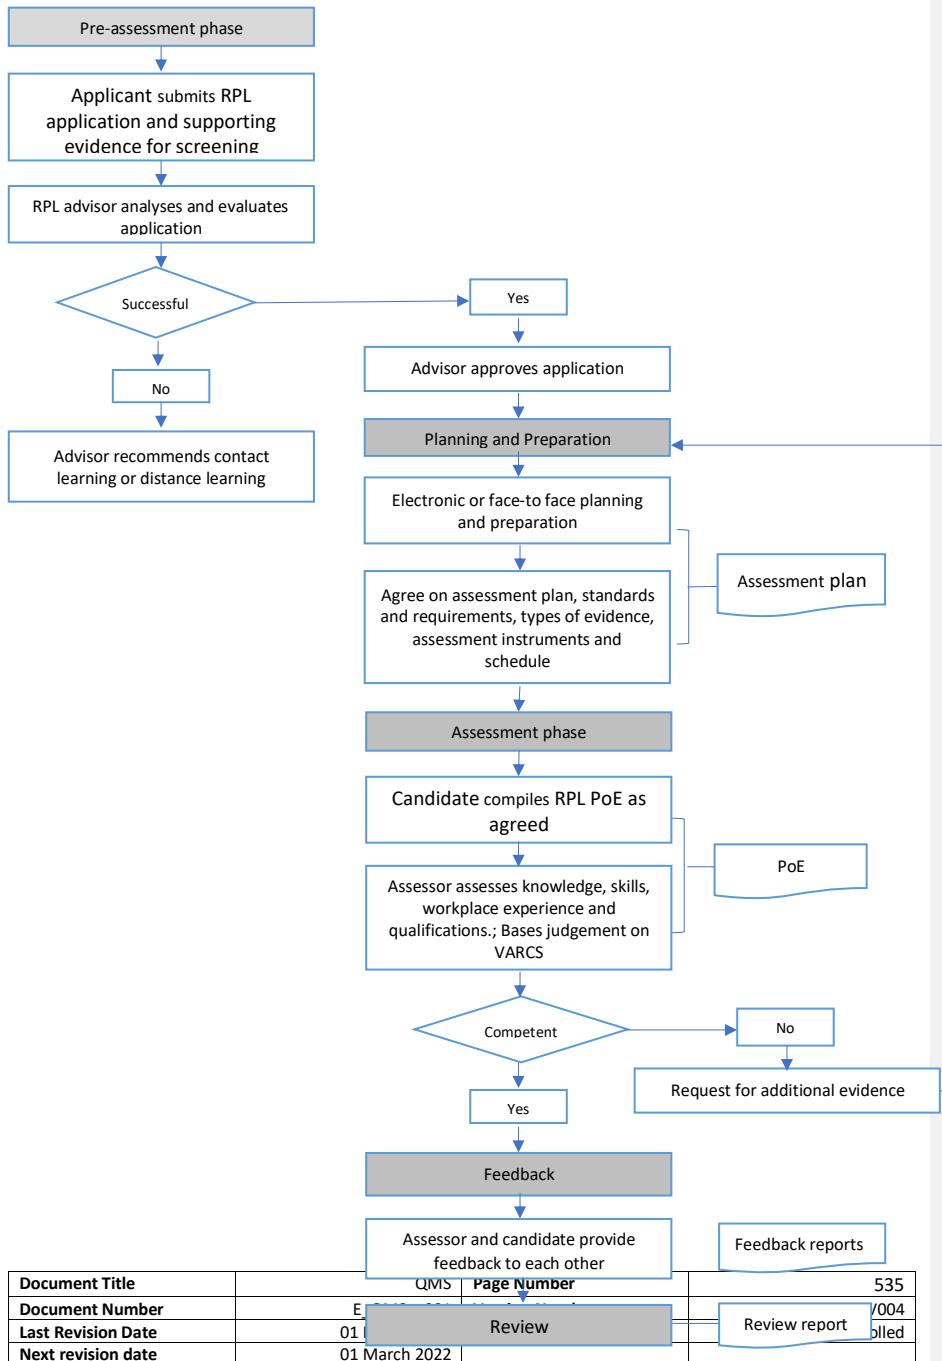 Pre-assessment phase
Applicant submits RPL
application and supporting
evidence for screening
RPL advisor analyses and evaluates
application
Successful
Yes
No
Advisor approves application
Advisor recommends contact
learning or distance learning
Planning and Preparation
Electronic or face-to face planning
and preparation
Assessment plan
Agree on assessment plan, standards
and requirements, types of evidence,
assessment instruments and
schedule
Assessment phase
Candidate compiles RPL PoE as
agreed
PoE
Assessor assesses knowledge, skills,
workplace experience and
qualifications.; Bases judgement on
VARCS
Competent
No
Request for additional evidence
Yes
Feedback
Assessor and candidate provide
feedback to each other
Feedback reports
Document Title QMS Page Number 535
Document Number /004
Last Revision Date 01
Review
Review report
Next revision date 01 March 2022